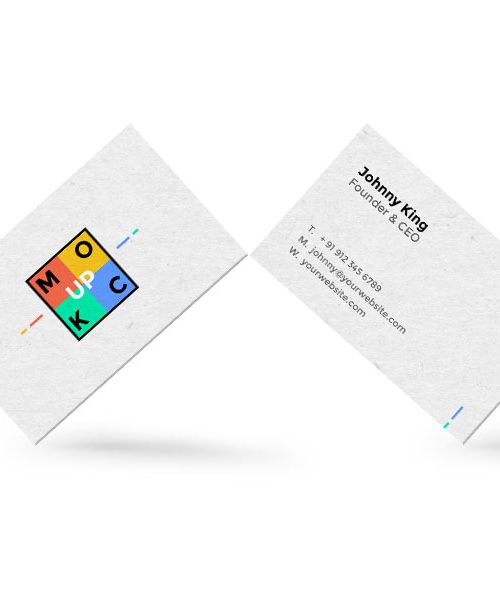 M O
UP
K C
Johnny King
Founder & CEO
T. +91 912 345 6789
M. johnny@yourwebsite.com
W. yourwebsite.com